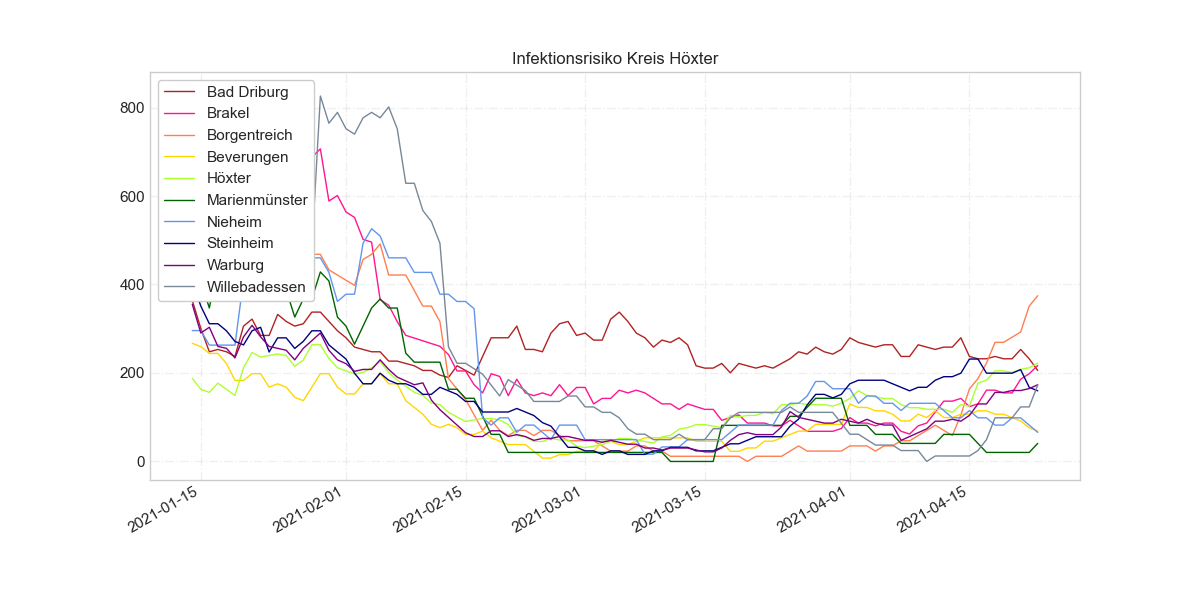 Infektionsrisiko Kreis Höxter
Bad Driburg
Brakel
Borgentreich
Beverungen
Höxter
Marienmünster
Nieheim
Steinheim
Warburg
Willebadessen
800
600
400
200
0
2021-01-15
2021-02-01
2021-02-15
2021-03-01
2021-03-15
2021-04-01
2021-04-15